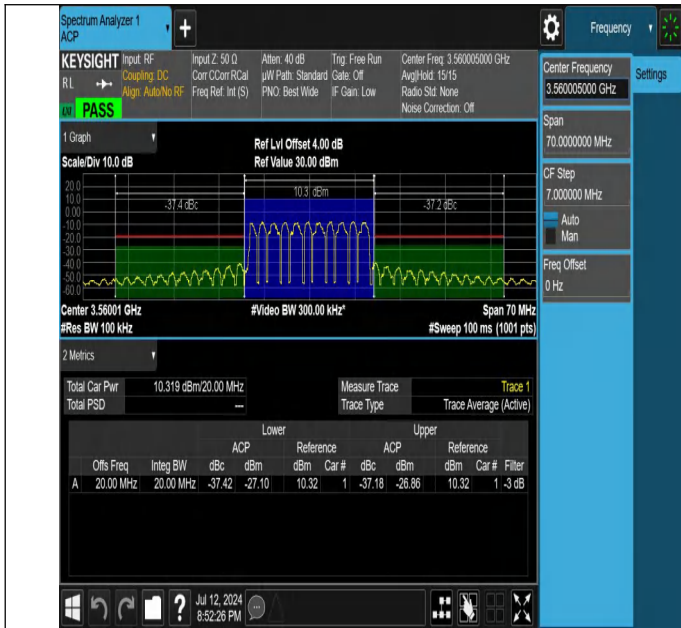 Spectrum Analyzer 1
ACP
+
Frequency
KEYSIGHT
RL
PASS
Input: RF
Coupling: DC
Align: Auto/No RF
Input Z: 50 Ω
Corr CCorr RCal
Freq Ref: Int (S)
Atten: 40 dB
µW Path: Standard
PNO: Best Wide
Trig: Free Run
Gate: Off
IF Gain: Low
Center Freq: 3.560005000 GHz
Avg|Hold: 15/15
Radio Std: None
Noise Correction: Off
Center Frequency
3.560005000 GHz
Settings
Span
70.0000000 MHz
CF Step
7.000000 MHz
Auto
Man
Freq Offset
0 Hz
1 Graph
Scale/Div 10.0 dB
Ref Lvl Offset 4.00 dB
Ref Value 30.00 dBm
20.0
10.0
0.00
-10.0
-20.0
-30.0
-40.0
-50.0
-60.0
-37.4 dBc
10.3 dBm
-37.2 dBc
Center 3.56001 GHz
#Video BW 300.00 kHz*
Span 70 MHz
#Res BW 100 kHz
#Sweep 100 ms (1001 pts)
2 Metrics
Total Car Pwr 10.319 dBm/20.00 MHz
Total PSD ---
Measure Trace Trace 1
Trace Type Trace Average (Active)
Lower Upper
ACP Reference ACP Reference
Offs Freq Integ BW dBc dBm dBm Car # dBc dBm dBm Car # Filter
A 20.00 MHz 20.00 MHz -37.42 -27.10 10.32 1 -37.18 -26.86 10.32 1 -3 dB
?
Jul 12, 2024
8:52:26 PM